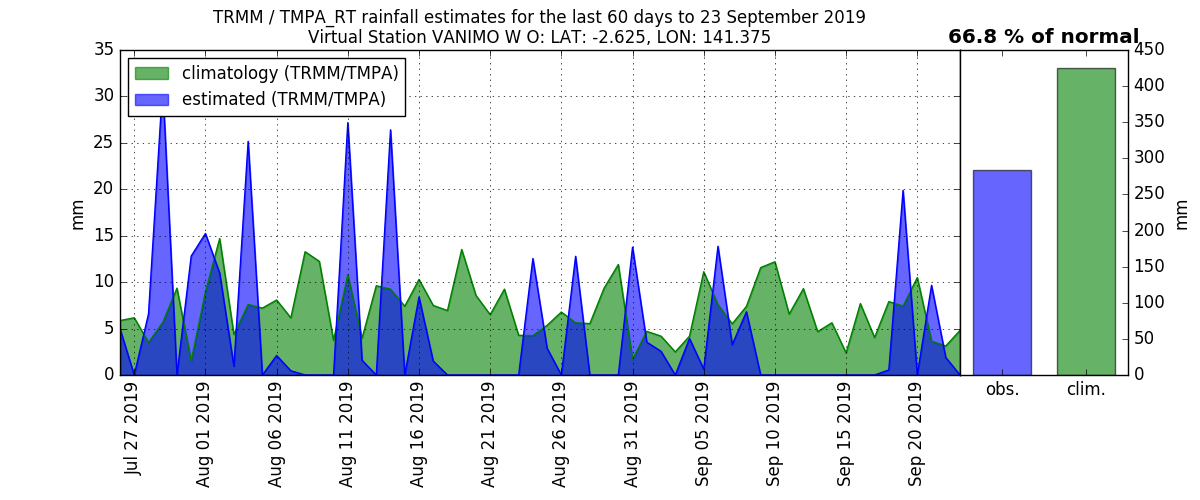 TRMM / TMPA_RT rainfall estimates for the last 60 days to 23 September 2019
Virtual Station VANIMO W O: LAT: -2.625, LON: 141.375
66.8 % of normal
climatology (TRMM/TMPA)
estimated (TRMM/TMPA)
35
30
25
20
15
10
5
0
mm
Jul 27 2019
Aug 01 2019
Aug 06 2019
Aug 11 2019
Aug 16 2019
Aug 21 2019
Aug 26 2019
Aug 31 2019
Sep 05 2019
Sep 10 2019
Sep 15 2019
Sep 20 2019
obs.
clim.
450
400
350
300
250
200
150
100
50
0
mm